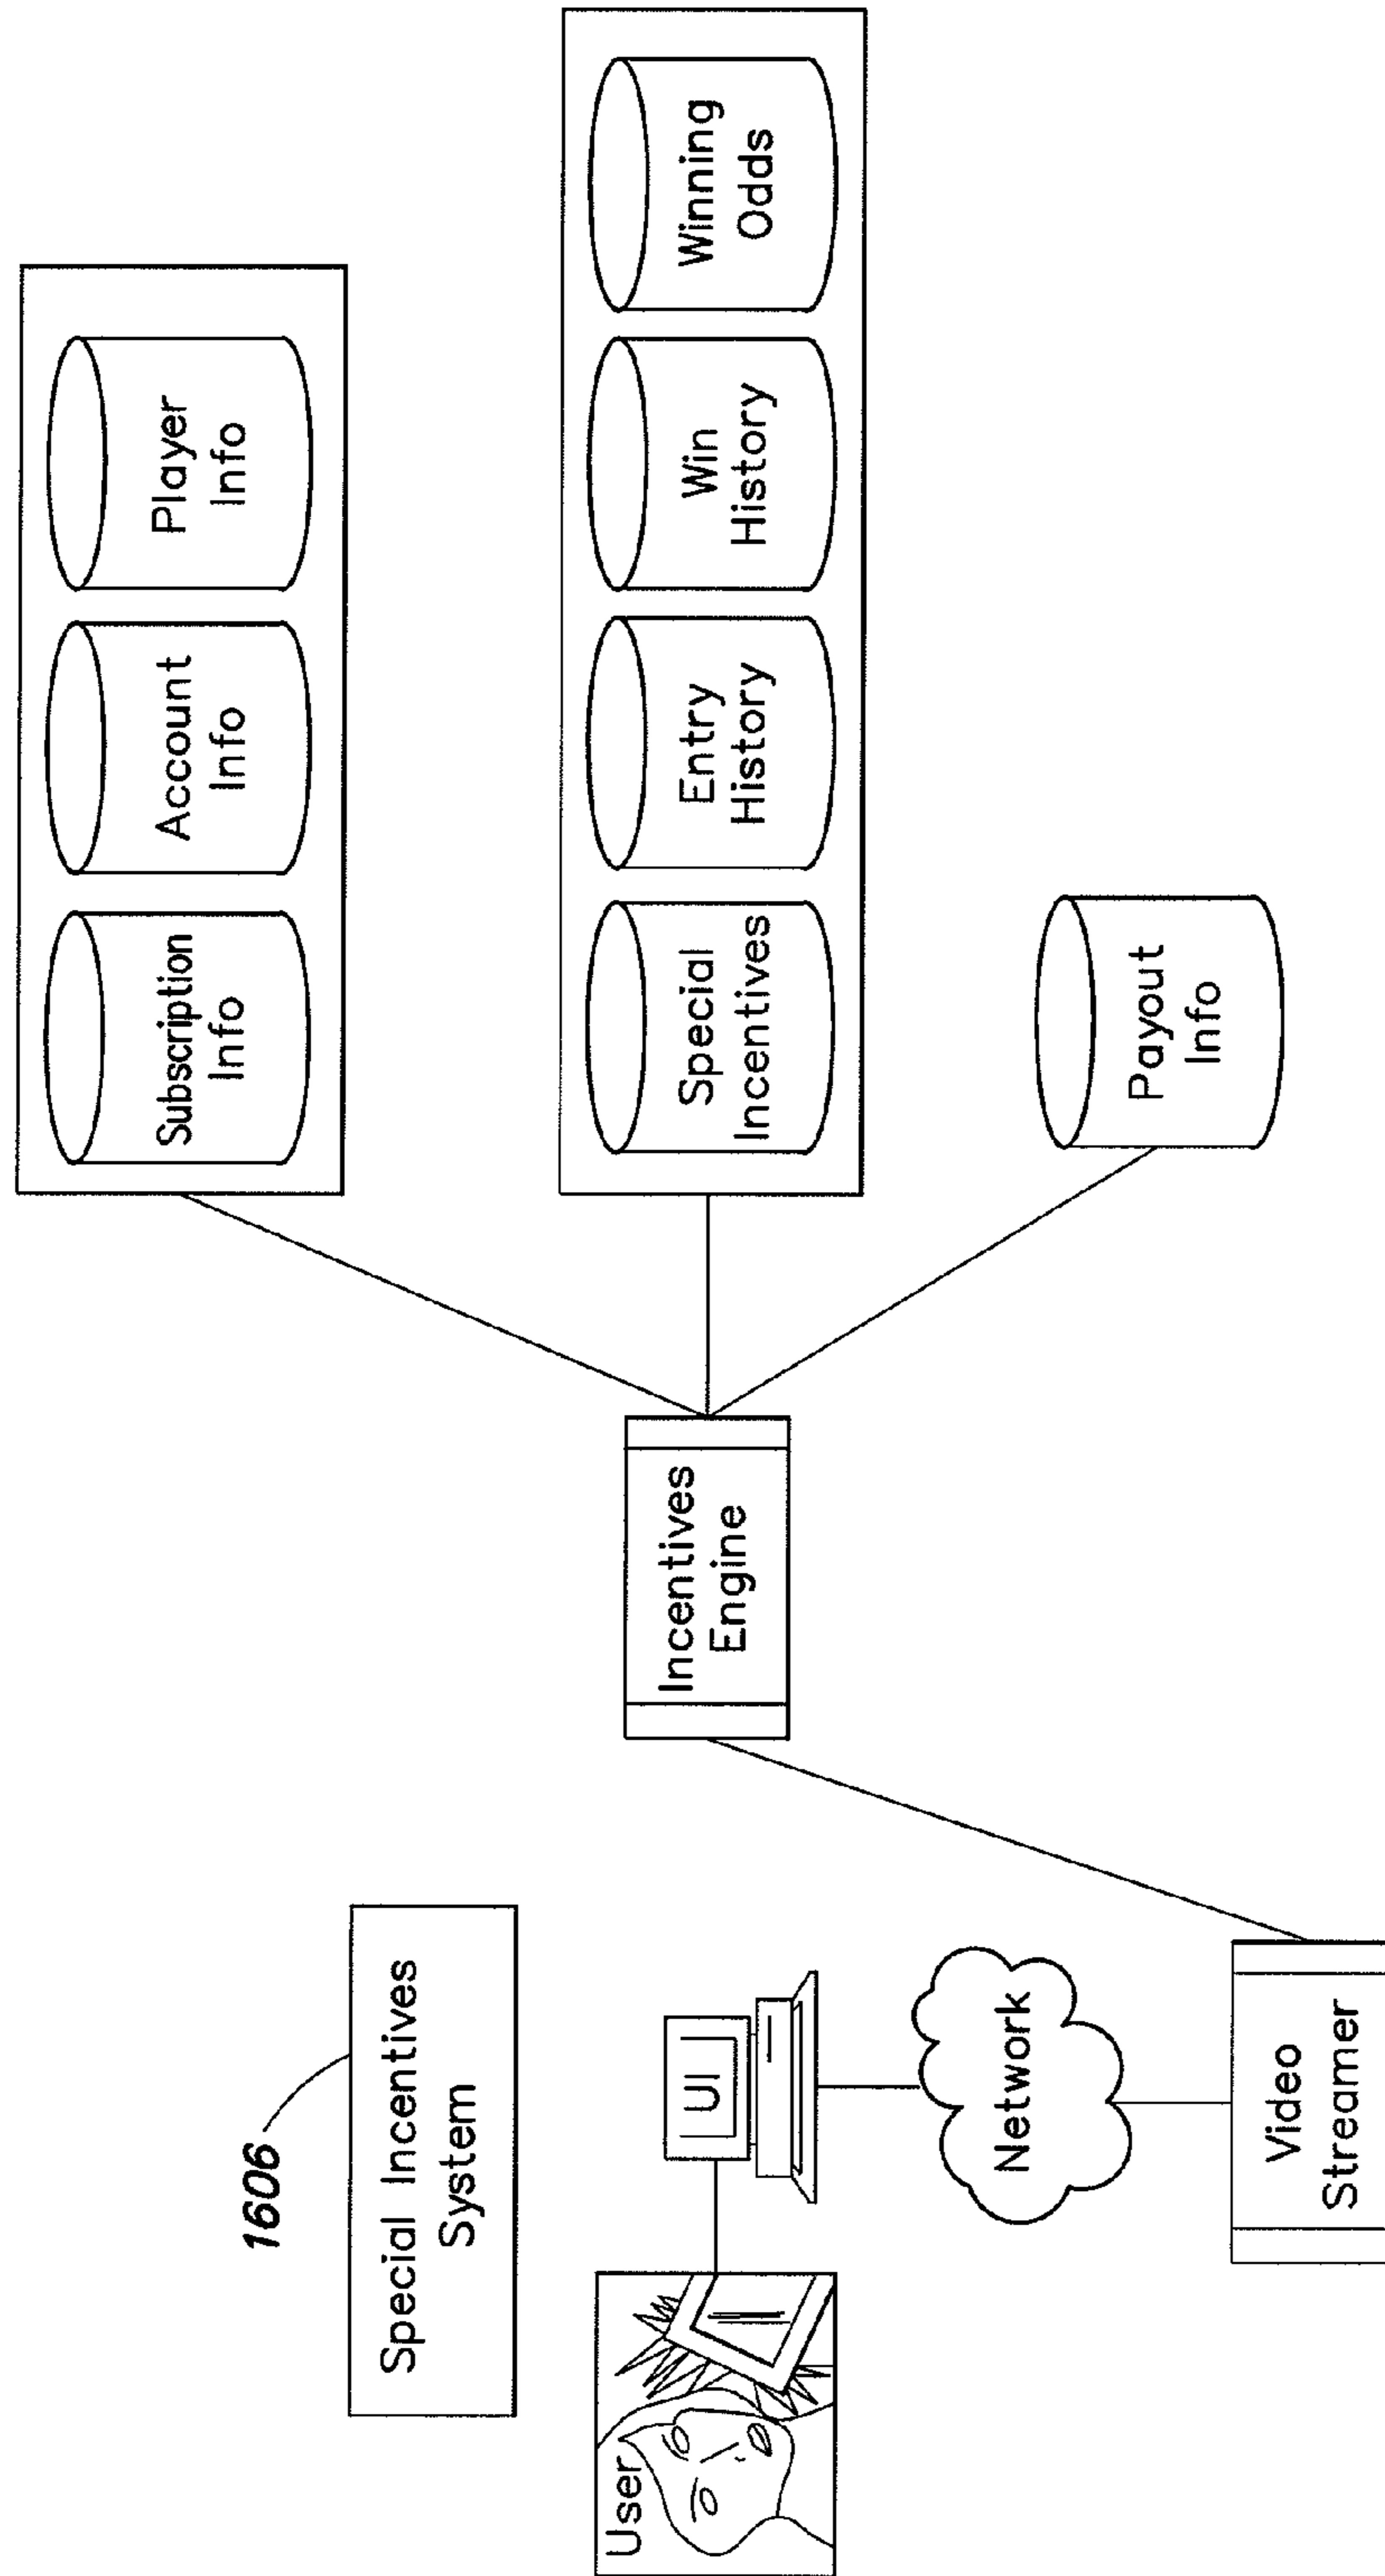 1606
Special Incentives
System
User
UI
Network
Video
Streamer
Incentives
Engine
Subscription
Info
Account
Info
Player
Info
Special
Incentives
Entry
History
Win
History
Winning
Odds
Payout
Info